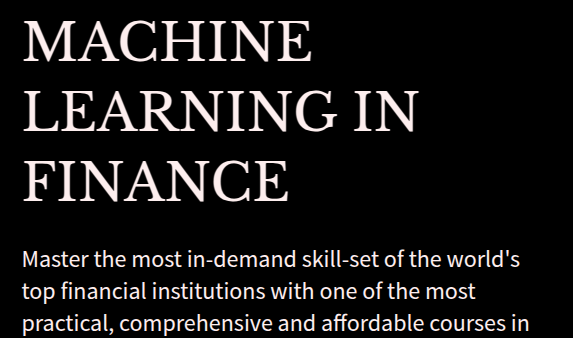 MACHINE
LEARNING IN
FINANCE
Master the most in-demand skill-set of the world's
top financial institutions with one of the most
practical, comprehensive and affordable courses in